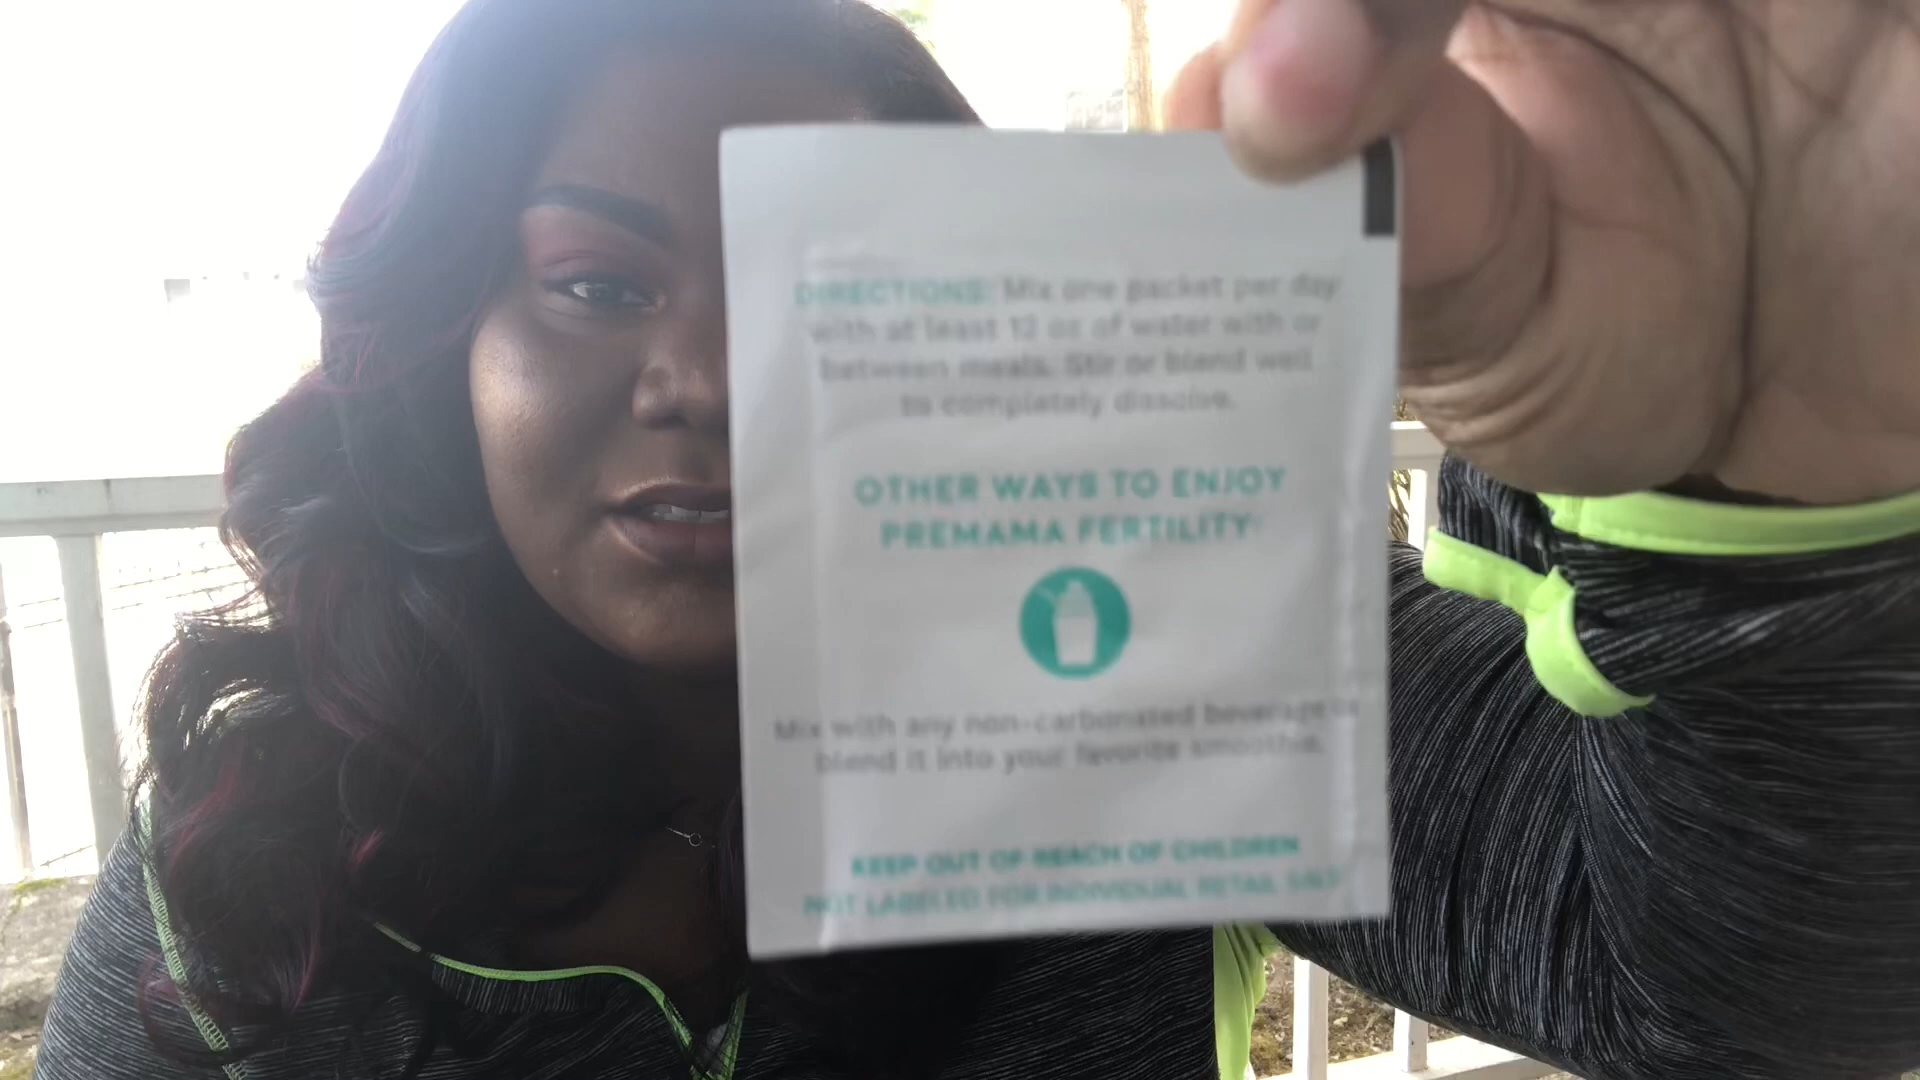 DIRECTIONS: Mix one packet per day
with at least 12 oz of water with or
between meals. Stir or blend well
to completely dissolve.
OTHER WAYS TO ENJOY
PREMAMA FERTILITY:
Mix with any non-carbonated beverage or
blend it into your favorite smoothie.
KEEP OUT OF REACH OF CHILDREN
NOT LABELED FOR INDIVIDUAL RETAIL SALE